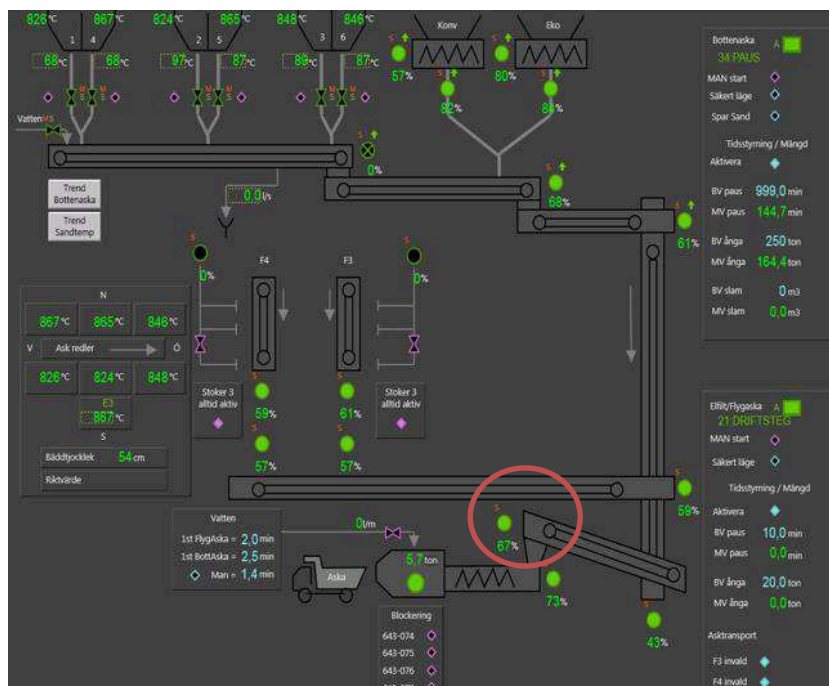 826°C 867°C 824°C 865°C 848°C 846°C
1 4 2 5 3 6
68°C 68°C 97°C 87°C 89°C 87°C
M S M S M S M S M S M S
Vatten MS
Konv Eko
S S
57% 80%
82% 84%
S
0%
Trend
Bottenaska
Trend
Sandtemp
0,0 l/s
S
68%
S
61%
S
0%
F4 F3
S
0%
N
867°C 865°C 846°C
V Ask redler Ö
826°C 824°C 848°C
E3
867°C
S
Bäddtjocklek 54 cm
Riktvärde
Stoker 3
alltid aktiv
S
59%
S
57%
S
61%
S
57%
Stoker 3
alltid aktiv
S
59%
Vatten
1st FlygAska = 2,0 min
1st BottAska = 2,5 min
Man = 1,4 min
0 l/m
Aska
5,7 ton
S
67%
73%
S
43%
Blockering
643-074
643-075
643-076
Bottenaska A
34:PAUS
MAN start
Säkert läge
Spar Sand
Tidsstyrning / Mängd
Aktivera
BV paus 999,0 min
MV paus 144,7 min
BV ånga 250 ton
MV ånga 164,4 ton
BV slam 0 m3
MV slam 0,0 m3
Elfilt/Flygaska A
21:DRIFTSTEG
MAN start
Säkert läge
Tidsstyrning / Mängd
Aktivera
BV paus 10,0 min
MV paus 0,0 min
BV ånga 20,0 ton
MV ånga 0,0 ton
Asktransport
F3 invald
F4 invald